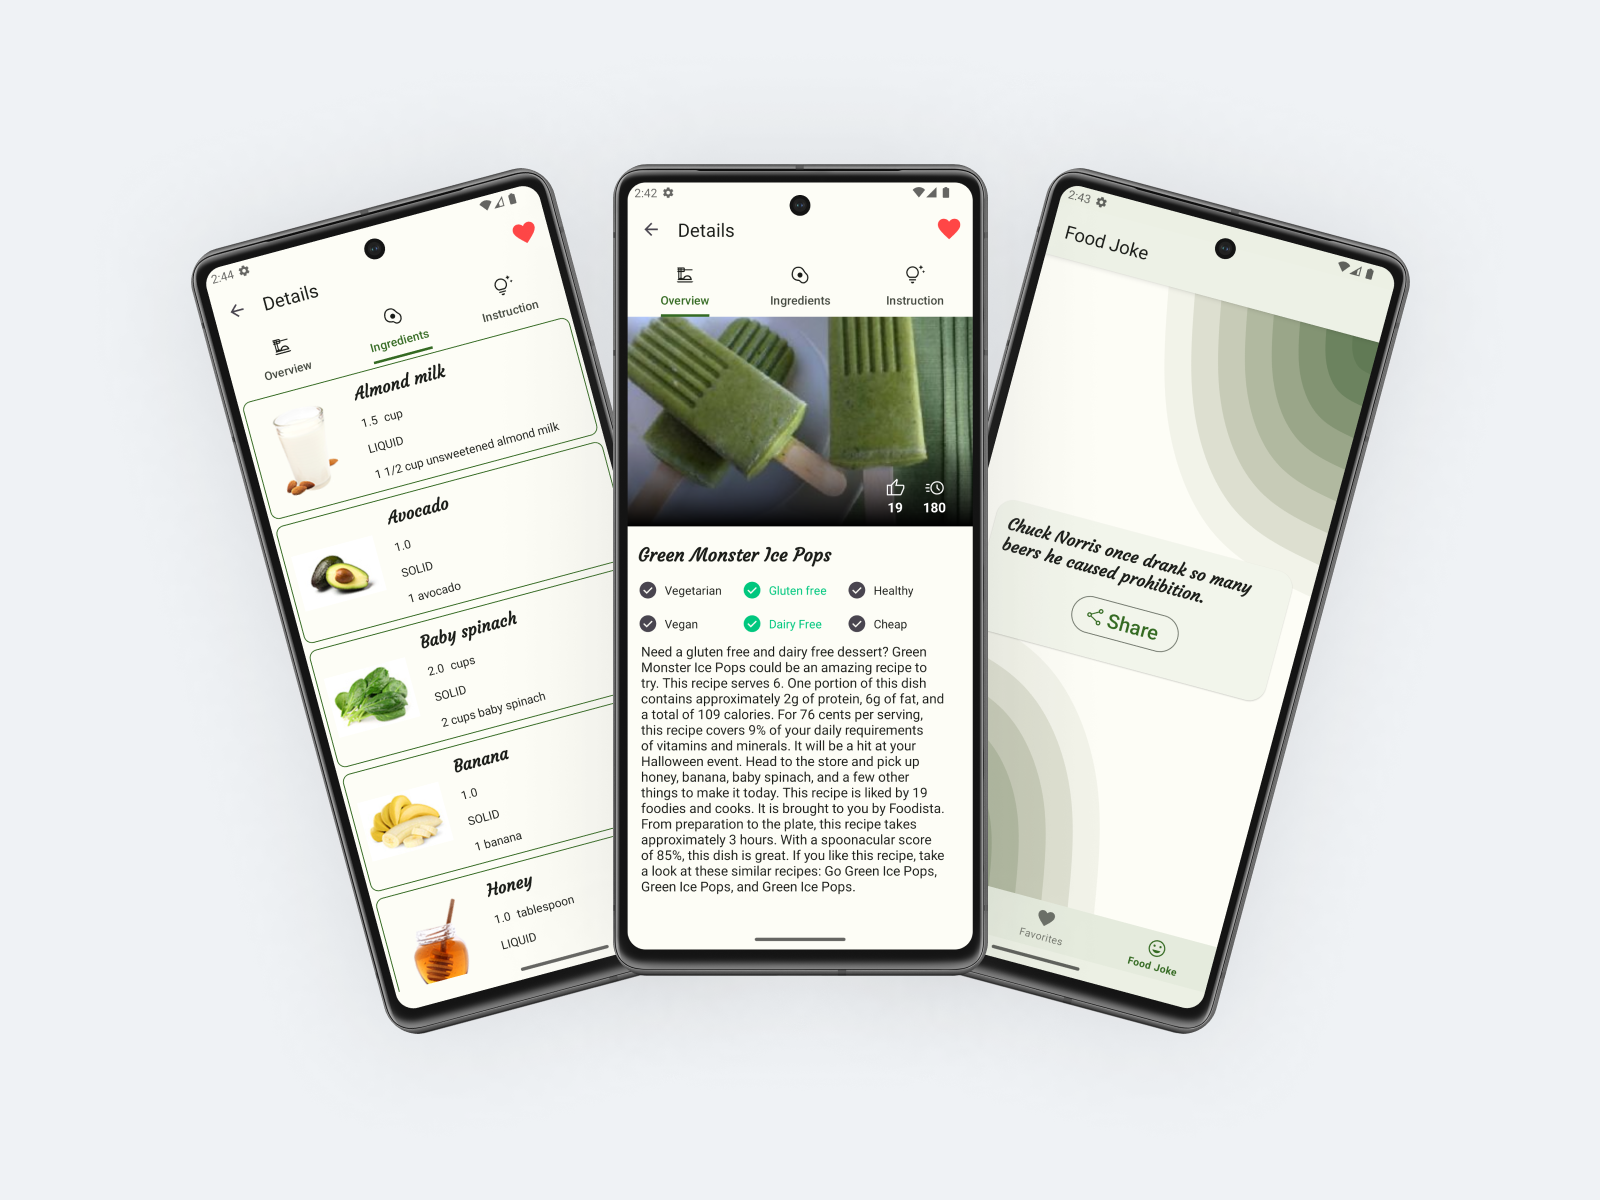 2:44
Details
Overview
Ingredients
Instruction
Almond milk
1.5 cup
LIQUID
1 1/2 cup unsweetened almond milk
Avocado
1.0
SOLID
1 avocado
Baby spinach
2.0 cups
SOLID
2 cups baby spinach
Banana
1.0
SOLID
1 banana
Honey
1.0 tablespoon
LIQUID
2:42
Details
Overview
Ingredients
Instruction
19
180
Green Monster Ice Pops
Vegetarian
Gluten free
Healthy
Vegan
Dairy Free
Cheap
Need a gluten free and dairy free dessert? Green
Monster Ice Pops could be an amazing recipe to
try. This recipe serves 6. One portion of this dish
contains approximately 2g of protein, 6g of fat, and
a total of 109 calories. For 76 cents per serving,
this recipe covers 9% of your daily requirements
of vitamins and minerals. It will be a hit at your
Halloween event. Head to the store and pick up
honey, banana, baby spinach, and a few other
things to make it today. This recipe is liked by 19
foodies and cooks. It is brought to you by Foodista.
From preparation to the plate, this recipe takes
approximately 3 hours. With a spoonacular score
of 85%, this dish is great. If you like this recipe, take
a look at these similar recipes: Go Green Ice Pops,
Green Ice Pops, and Green Ice Pops.
2:43
Food Joke
Chuck Norris once drank so many
beers he caused prohibition.
Share
Favorites
Food Joke